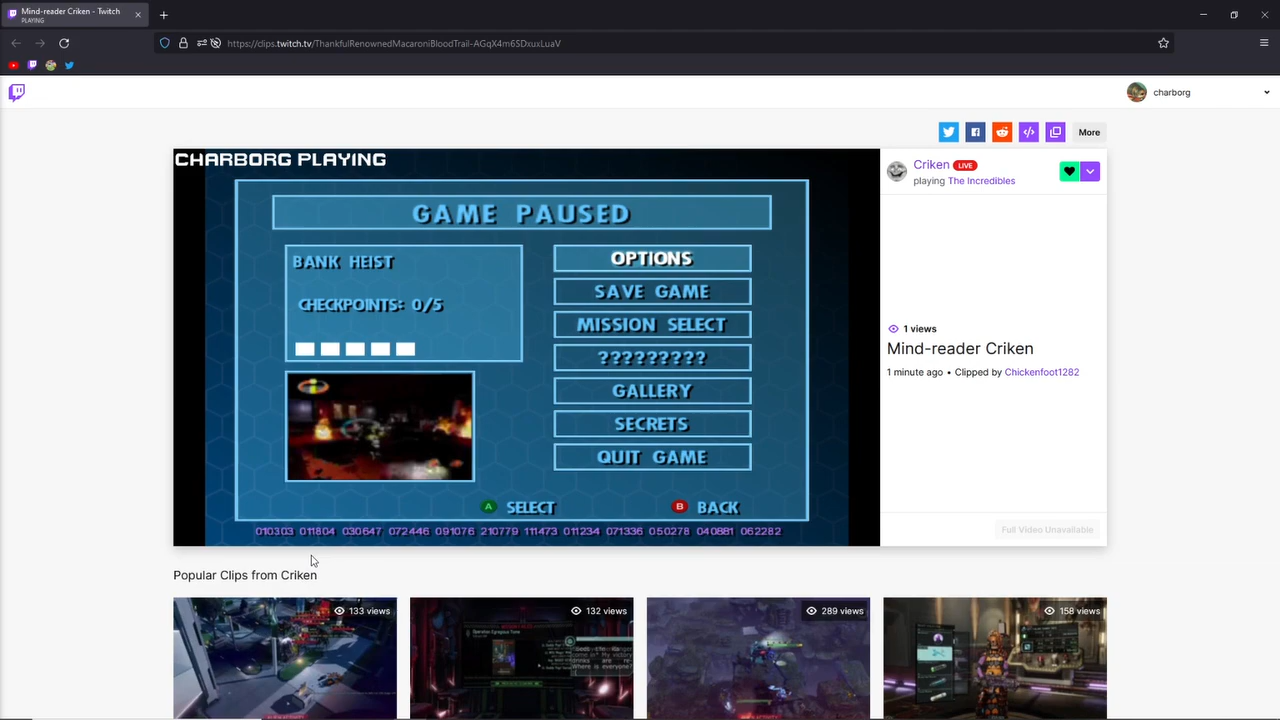 Mind-reader Criken - Twitch
PLAYING
https://clips.twitch.tv/ThankfulRenownedMacaroniBloodTrail-AGqX4m6SDxuxLuaV
charborg
More
CHARBORG PLAYING
GAME PAUSED
BANK HEIST
CHECKPOINTS: 0/5
OPTIONS
SAVE GAME
MISSION SELECT
?????????
GALLERY
SECRETS
QUIT GAME
A SELECT
B BACK
010303 011804 030647 072446 091076 210779 111473 011234 071336 050278 040881 062282
Criken LIVE
playing The Incredibles
1 views
Mind-reader Criken
1 minute ago • Clipped by Chickenfoot1282
Full Video Unavailable
Popular Clips from Criken
133 views
132 views
289 views
158 views